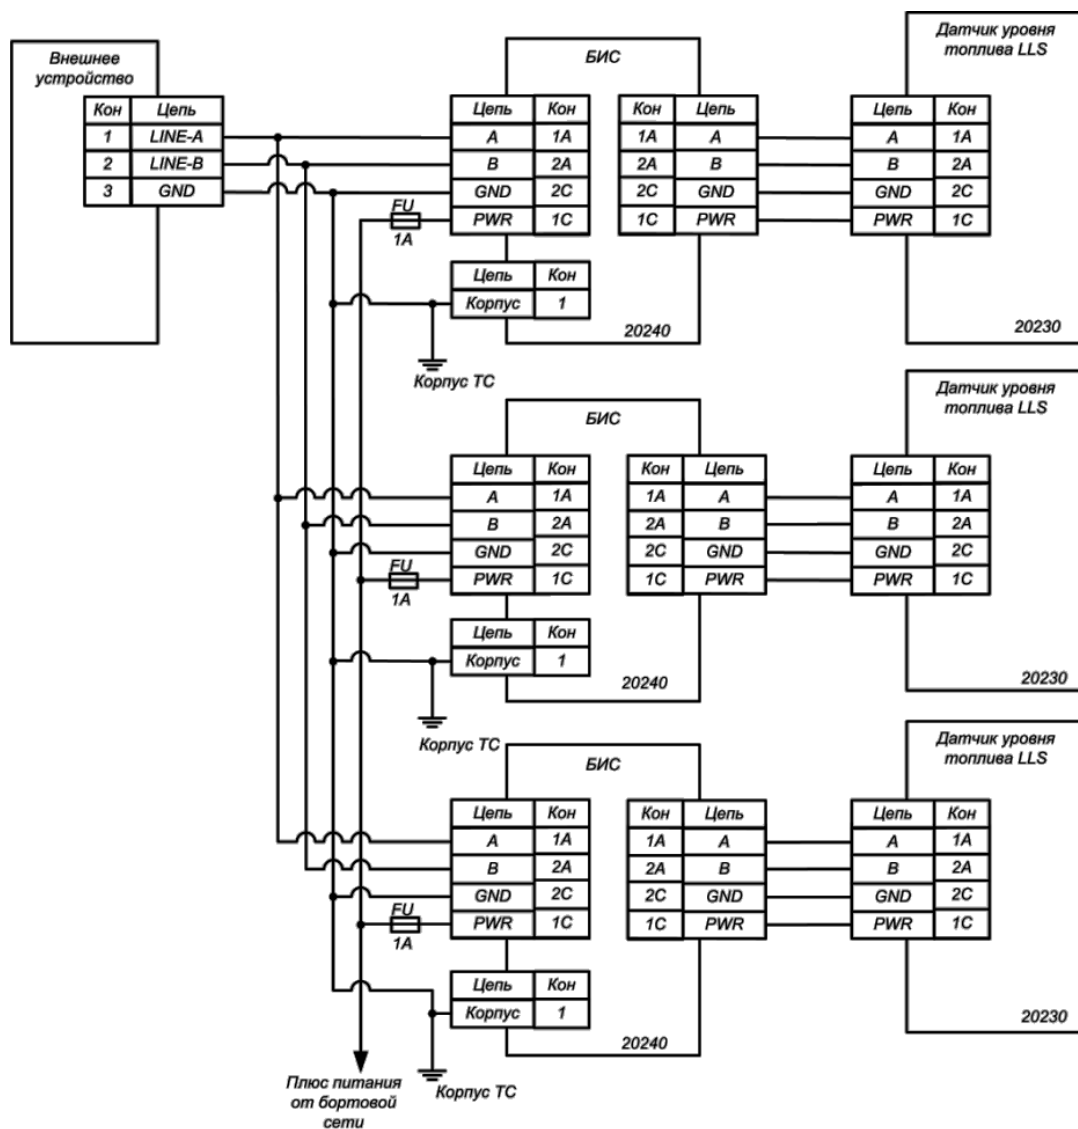 Внешнее
устройство
Кон Цепь
1 LINE-A
2 LINE-B
3 GND
БИС
Цепь Кон
A 1A
B 2A
GND 2C
PWR 1C
FU
1A
Цепь Кон
Корпус 1
20240
Корпус ТС
Кон Цепь
1A A
2A B
2C GND
1C PWR
Датчик уровня
топлива LLS
Цепь Кон
A 1A
B 2A
GND 2C
PWR 1C
20230
БИС
Цепь Кон
A 1A
B 2A
GND 2C
PWR 1C
FU
1A
Цепь Кон
Корпус 1
20240
Корпус ТС
Кон Цепь
1A A
2A B
2C GND
1C PWR
Датчик уровня
топлива LLS
Цепь Кон
A 1A
B 2A
GND 2C
PWR 1C
20230
БИС
Цепь Кон
A 1A
B 2A
GND 2C
PWR 1C
FU
1A
Цепь Кон
Корпус 1
20240
Корпус ТС
Кон Цепь
1A A
2A B
2C GND
1C PWR
Датчик уровня
топлива LLS
Цепь Кон
A 1A
B 2A
GND 2C
PWR 1C
20230
Плюс питания
от бортовой
сети